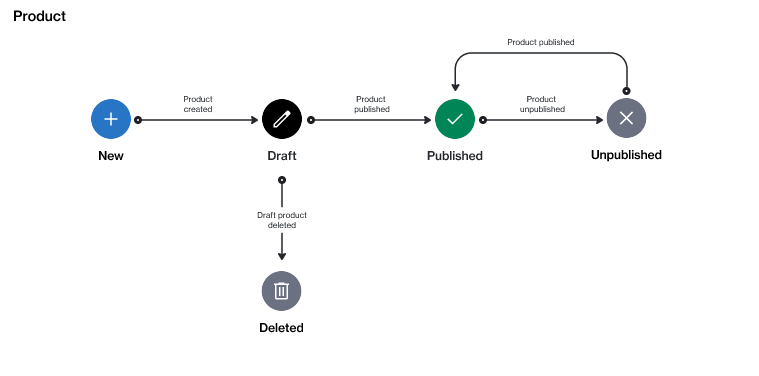 Product
Product published
Product
created
Product
published
Product
unpublished
New
Draft
Published
Unpublished
Draft product
deleted
Deleted